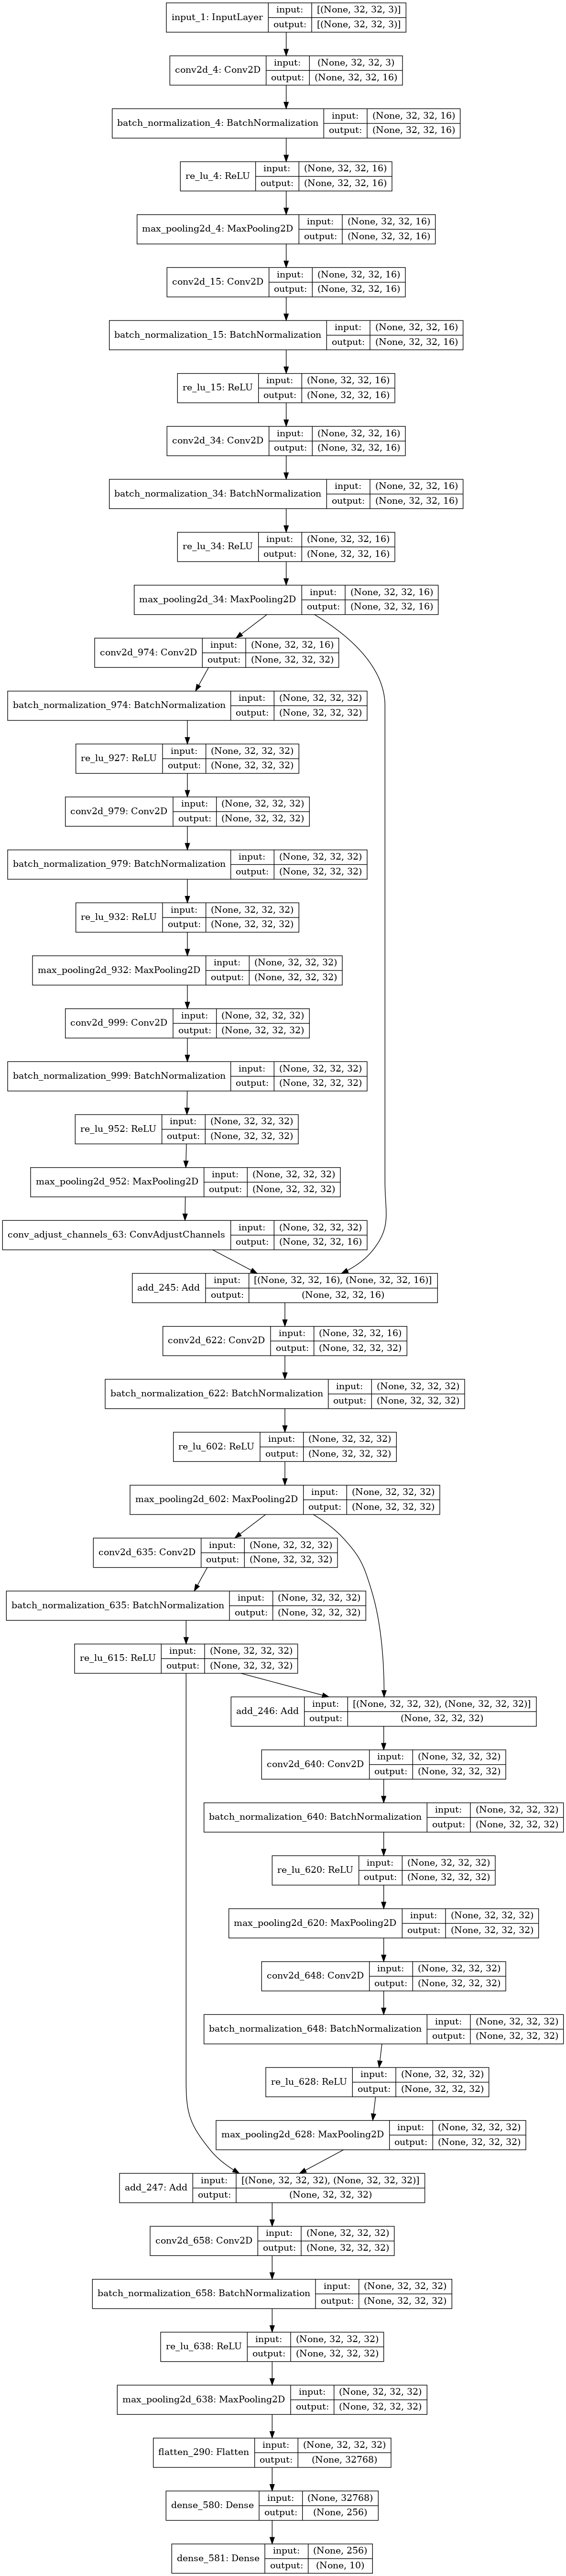 input_1: InputLayer input: [(None, 32, 32, 3)]
output: [(None, 32, 32, 3)]
conv2d_4: Conv2D input: (None, 32, 32, 3)
output: (None, 32, 32, 16)
batch_normalization_4: BatchNormalization input: (None, 32, 32, 16)
output: (None, 32, 32, 16)
re_lu_4: ReLU input: (None, 32, 32, 16)
output: (None, 32, 32, 16)
max_pooling2d_4: MaxPooling2D input: (None, 32, 32, 16)
output: (None, 32, 32, 16)
conv2d_15: Conv2D input: (None, 32, 32, 16)
output: (None, 32, 32, 16)
batch_normalization_15: BatchNormalization input: (None, 32, 32, 16)
output: (None, 32, 32, 16)
re_lu_15: ReLU input: (None, 32, 32, 16)
output: (None, 32, 32, 16)
conv2d_34: Conv2D input: (None, 32, 32, 16)
output: (None, 32, 32, 16)
batch_normalization_34: BatchNormalization input: (None, 32, 32, 16)
output: (None, 32, 32, 16)
re_lu_34: ReLU input: (None, 32, 32, 16)
output: (None, 32, 32, 16)
max_pooling2d_34: MaxPooling2D input: (None, 32, 32, 16)
output: (None, 32, 32, 16)
conv2d_974: Conv2D input: (None, 32, 32, 16)
output: (None, 32, 32, 32)
batch_normalization_974: BatchNormalization input: (None, 32, 32, 32)
output: (None, 32, 32, 32)
re_lu_927: ReLU input: (None, 32, 32, 32)
output: (None, 32, 32, 32)
conv2d_979: Conv2D input: (None, 32, 32, 32)
output: (None, 32, 32, 32)
batch_normalization_979: BatchNormalization input: (None, 32, 32, 32)
output: (None, 32, 32, 32)
re_lu_932: ReLU input: (None, 32, 32, 32)
output: (None, 32, 32, 32)
max_pooling2d_932: MaxPooling2D input: (None, 32, 32, 32)
output: (None, 32, 32, 32)
conv2d_999: Conv2D input: (None, 32, 32, 32)
output: (None, 32, 32, 32)
batch_normalization_999: BatchNormalization input: (None, 32, 32, 32)
output: (None, 32, 32, 32)
re_lu_952: ReLU input: (None, 32, 32, 32)
output: (None, 32, 32, 32)
max_pooling2d_952: MaxPooling2D input: (None, 32, 32, 32)
output: (None, 32, 32, 32)
conv_adjust_channels_63: ConvAdjustChannels input: (None, 32, 32, 32)
output: (None, 32, 32, 16)
add_245: Add input: [(None, 32, 32, 16), (None, 32, 32, 16)]
output: (None, 32, 32, 16)
conv2d_622: Conv2D input: (None, 32, 32, 16)
output: (None, 32, 32, 32)
batch_normalization_622: BatchNormalization input: (None, 32, 32, 32)
output: (None, 32, 32, 32)
re_lu_602: ReLU input: (None, 32, 32, 32)
output: (None, 32, 32, 32)
max_pooling2d_602: MaxPooling2D input: (None, 32, 32, 32)
output: (None, 32, 32, 32)
conv2d_635: Conv2D input: (None, 32, 32, 32)
output: (None, 32, 32, 32)
batch_normalization_635: BatchNormalization input: (None, 32, 32, 32)
output: (None, 32, 32, 32)
re_lu_615: ReLU input: (None, 32, 32, 32)
output: (None, 32, 32, 32)
add_246: Add input: [(None, 32, 32, 32), (None, 32, 32, 32)]
output: (None, 32, 32, 32)
conv2d_640: Conv2D input: (None, 32, 32, 32)
output: (None, 32, 32, 32)
batch_normalization_640: BatchNormalization input: (None, 32, 32, 32)
output: (None, 32, 32, 32)
re_lu_620: ReLU input: (None, 32, 32, 32)
output: (None, 32, 32, 32)
max_pooling2d_620: MaxPooling2D input: (None, 32, 32, 32)
output: (None, 32, 32, 32)
conv2d_648: Conv2D input: (None, 32, 32, 32)
output: (None, 32, 32, 32)
batch_normalization_648: BatchNormalization input: (None, 32, 32, 32)
output: (None, 32, 32, 32)
re_lu_628: ReLU input: (None, 32, 32, 32)
output: (None, 32, 32, 32)
max_pooling2d_628: MaxPooling2D input: (None, 32, 32, 32)
output: (None, 32, 32, 32)
add_247: Add input: [(None, 32, 32, 32), (None, 32, 32, 32)]
output: (None, 32, 32, 32)
conv2d_658: Conv2D input: (None, 32, 32, 32)
output: (None, 32, 32, 32)
batch_normalization_658: BatchNormalization input: (None, 32, 32, 32)
output: (None, 32, 32, 32)
re_lu_638: ReLU input: (None, 32, 32, 32)
output: (None, 32, 32, 32)
max_pooling2d_638: MaxPooling2D input: (None, 32, 32, 32)
output: (None, 32, 32, 32)
flatten_290: Flatten input: (None, 32, 32, 32)
output: (None, 32768)
dense_580: Dense input: (None, 32768)
output: (None, 256)
dense_581: Dense input: (None, 256)
output: (None, 10)